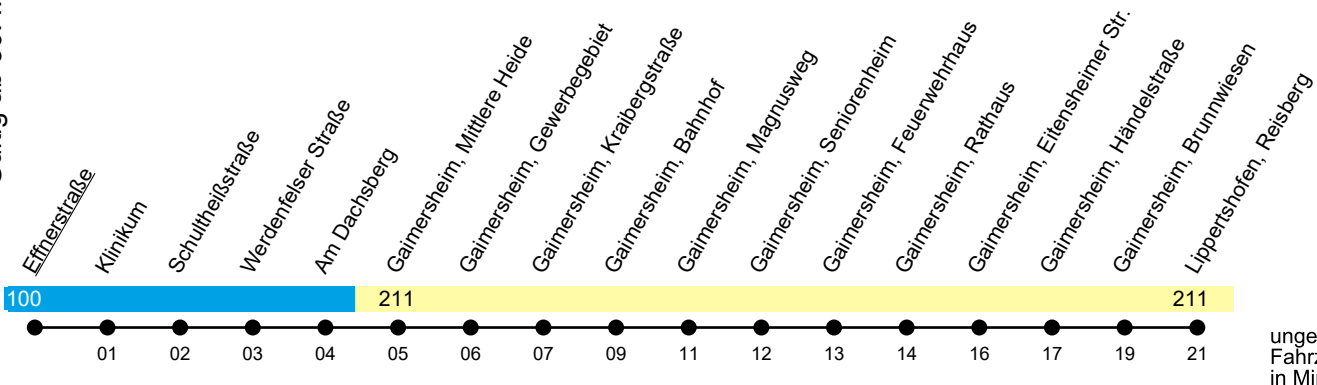 Effnerstraße
Klinikum
Schultheißstraße
Werdenfelser Straße
Am Dachsberg
Gaimersheim, Mittlere Heide
Gaimersheim, Gewerbegebiet
Gaimersheim, Kraibergstraße
Gaimersheim, Bahnhof
Gaimersheim, Magnusweg
Gaimersheim, Seniorenheim
Gaimersheim, Feuerwehrhaus
Gaimersheim, Rathaus
Gaimersheim, Eitensheimer Str.
Gaimersheim, Händelstraße
Gaimersheim, Brunnwiesen
Lippertshofen, Reisberg
100 211 211
01 02 03 04 05 06 07 09 11 12 13 14 16 17 19 21